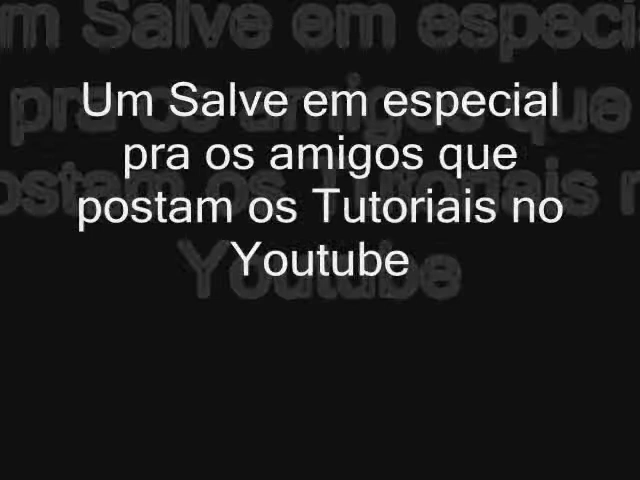 Um Salve em especial
pra os amigos que
postam os Tutoriais no
Youtube